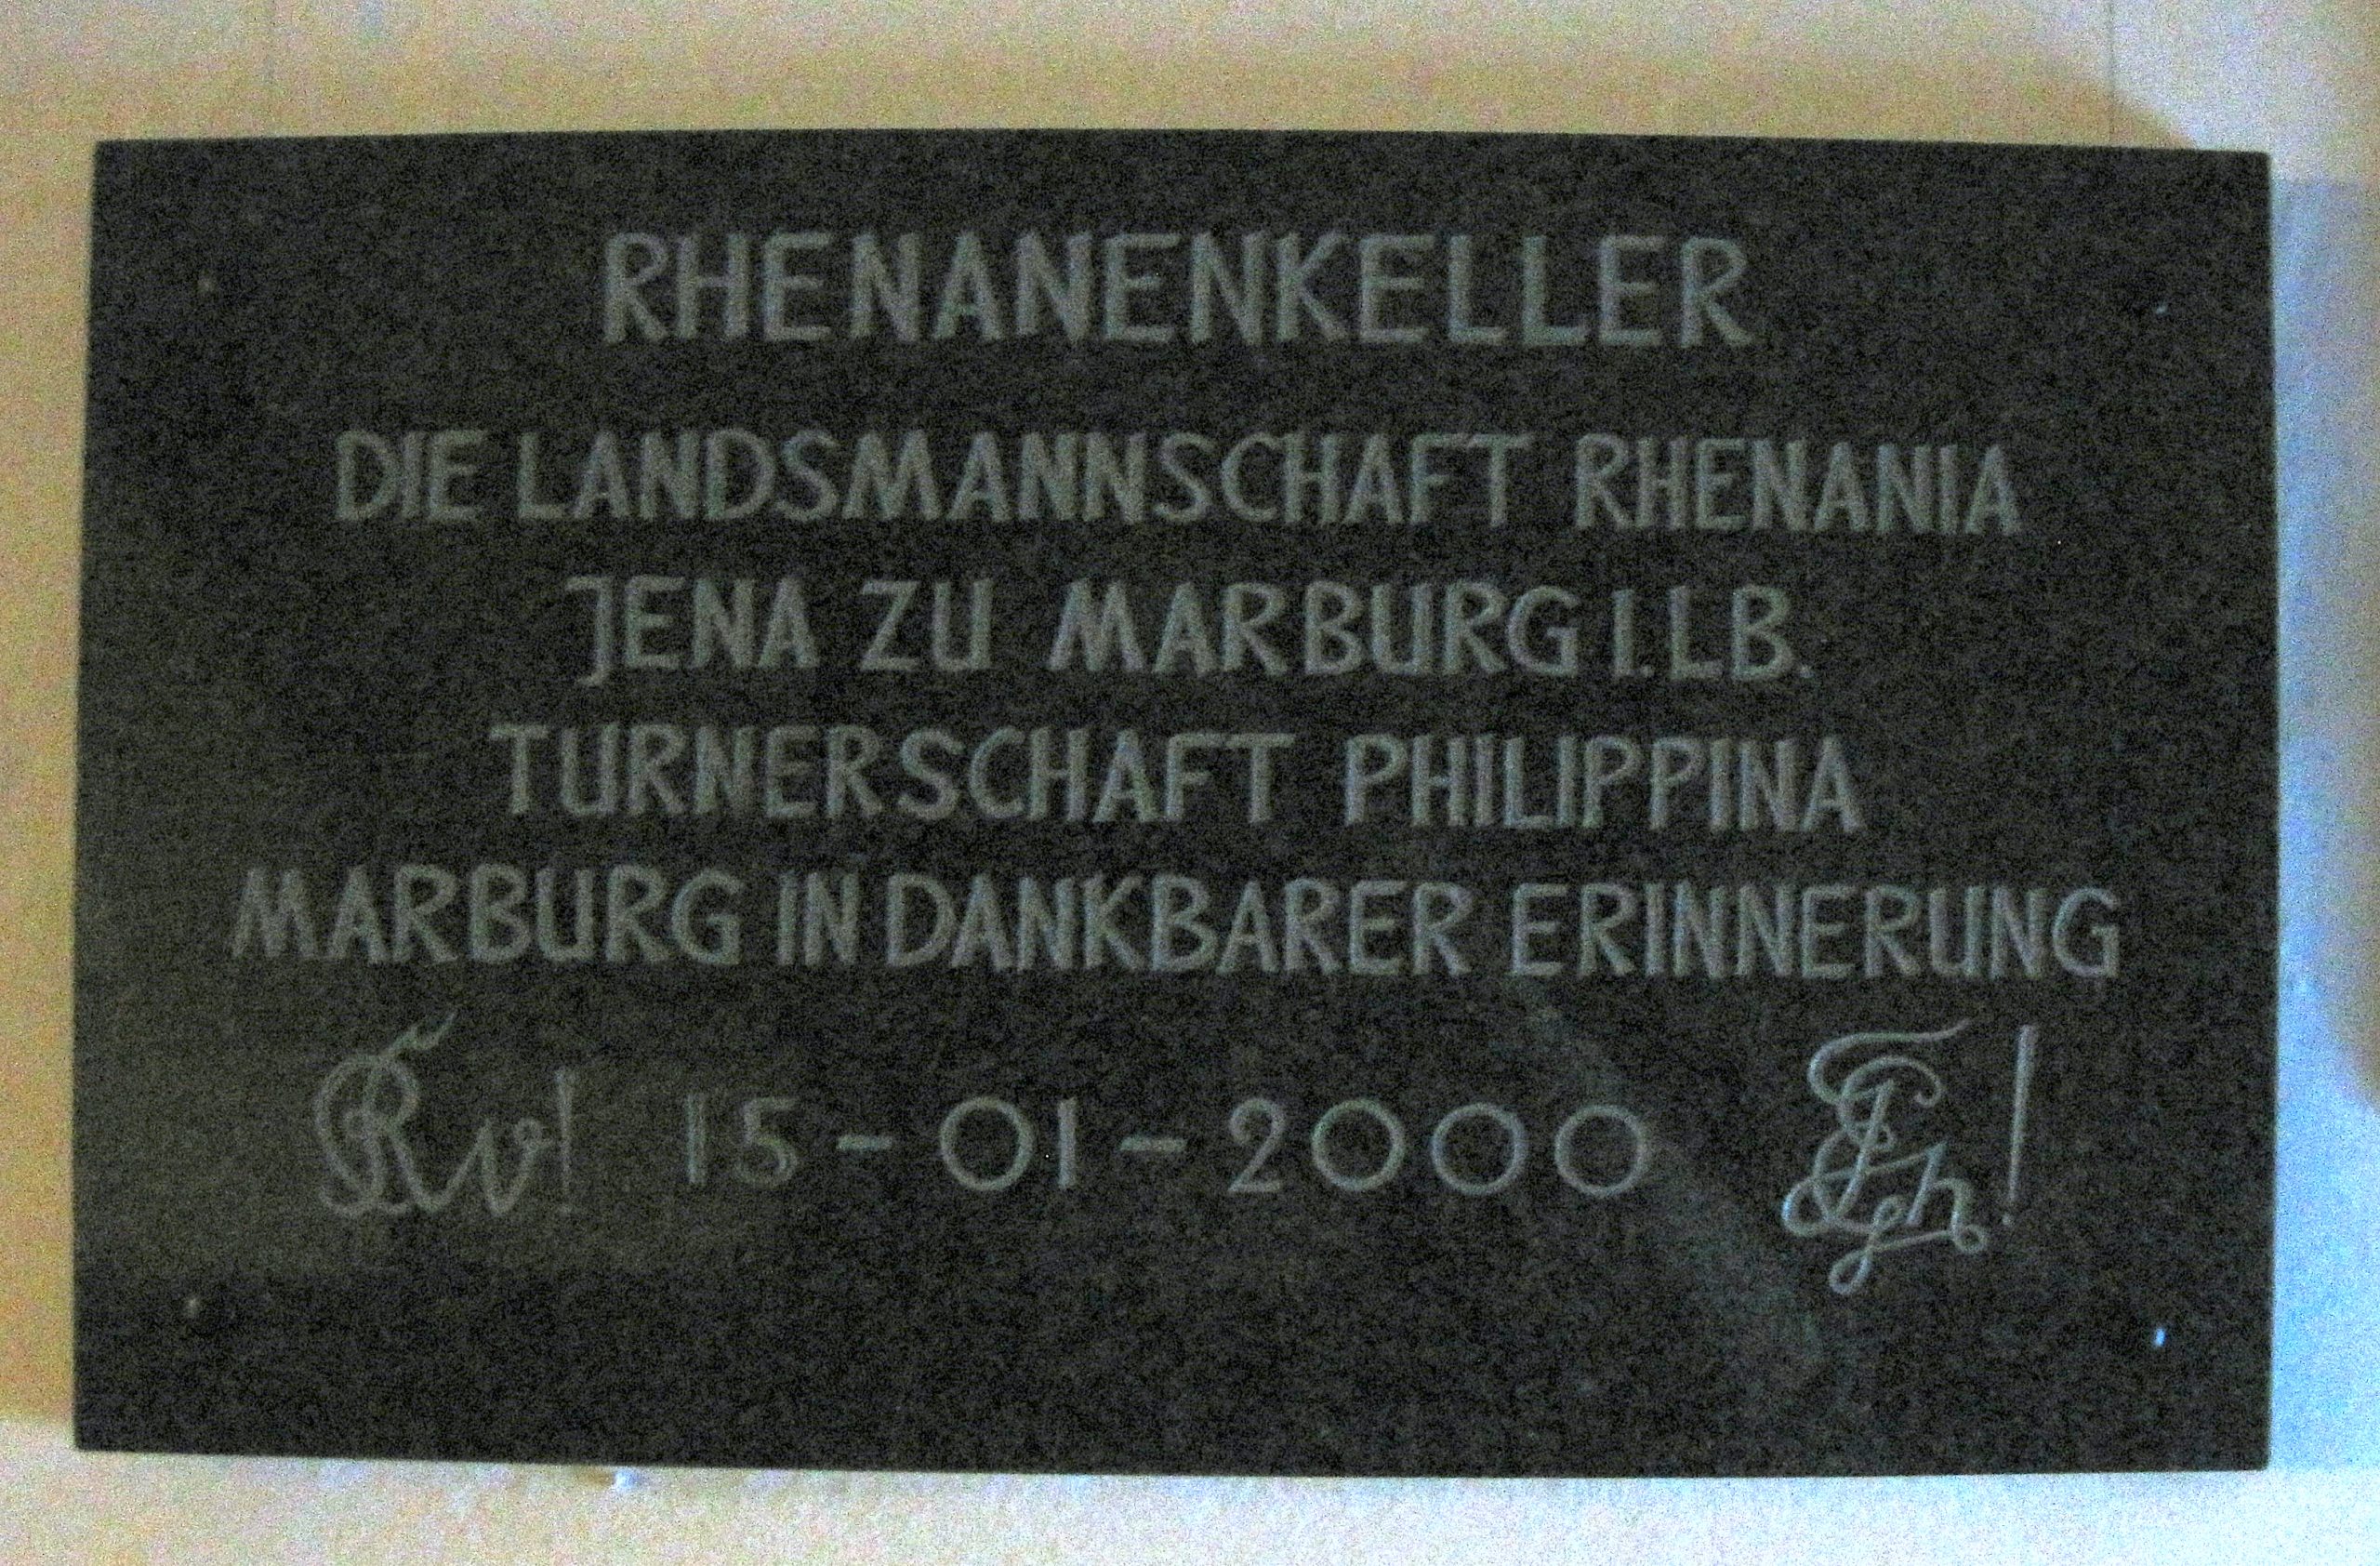 RHENANENKELLER
DIE LANDSMANNSCHAFT RHENANIA
JENA ZU MARBURG I.LB.
TURNERSCHAFT PHILIPPINA
MARBURG IN DANKBARER ERINNERUNG
15-01-2000